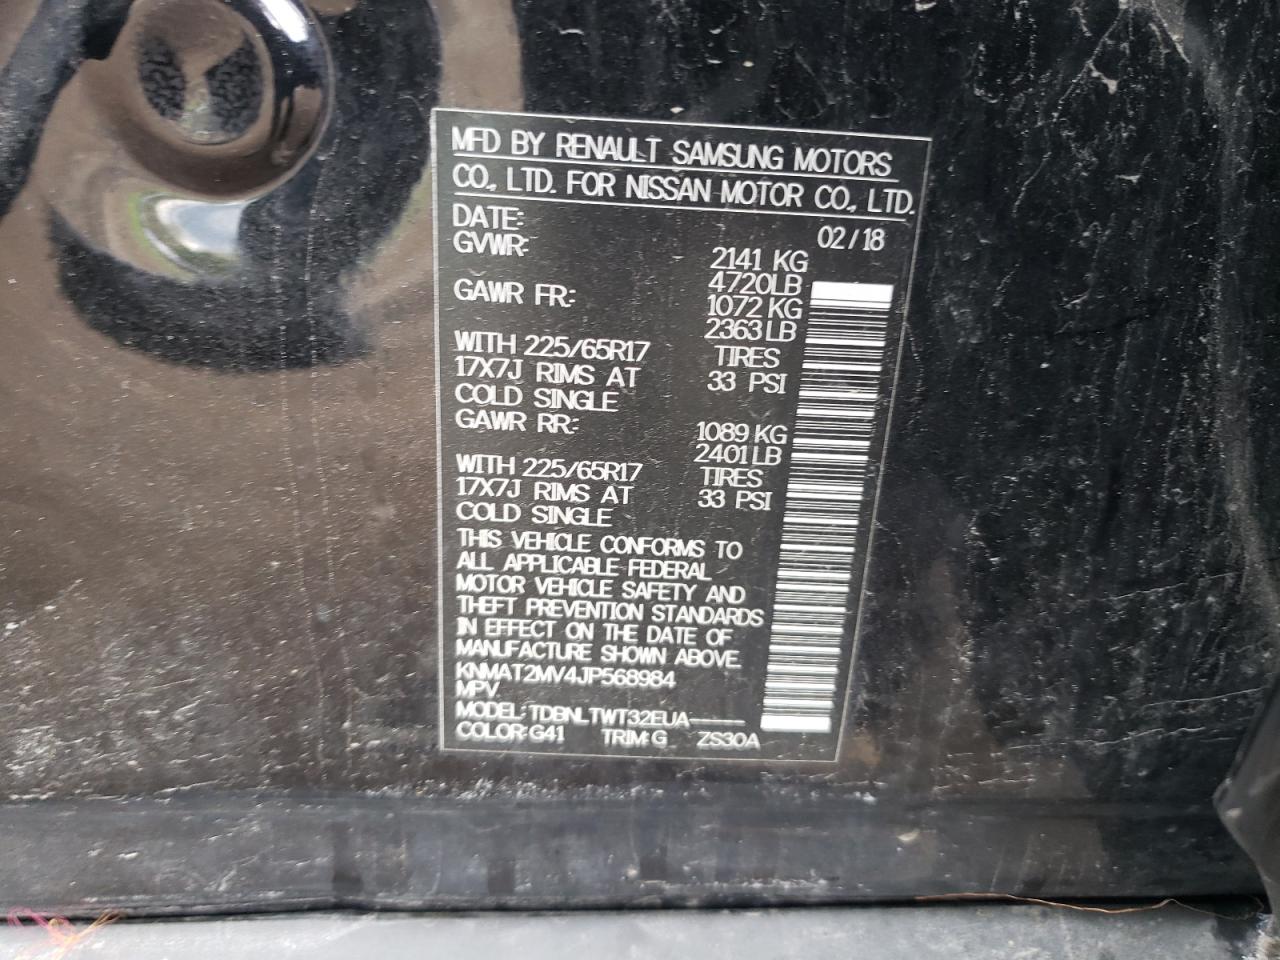 MFD BY RENAULT SAMSUNG MOTORS
CO., LTD. FOR NISSAN MOTOR CO., LTD.
DATE: 02/18
GVWR: 2141 KG
4720LB
GAWR FR: 1072 KG
2363LB
WITH 225/65R17 TIRES
17X7J RIMS AT 33 PSI
COLD SINGLE
GAWR RR: 1089 KG
2401LB
WITH 225/65R17 TIRES
17X7J RIMS AT 33 PSI
COLD SINGLE
THIS VEHICLE CONFORMS TO
ALL APPLICABLE FEDERAL
MOTOR VEHICLE SAFETY AND
THEFT PREVENTION STANDARDS
IN EFFECT ON THE DATE OF
MANUFACTURE SHOWN ABOVE.
KNMAT2MV4JP568984
MPV
MODEL: TDBNLTWT32EUA-----
COLOR: G41 TRIM: G ZS30A